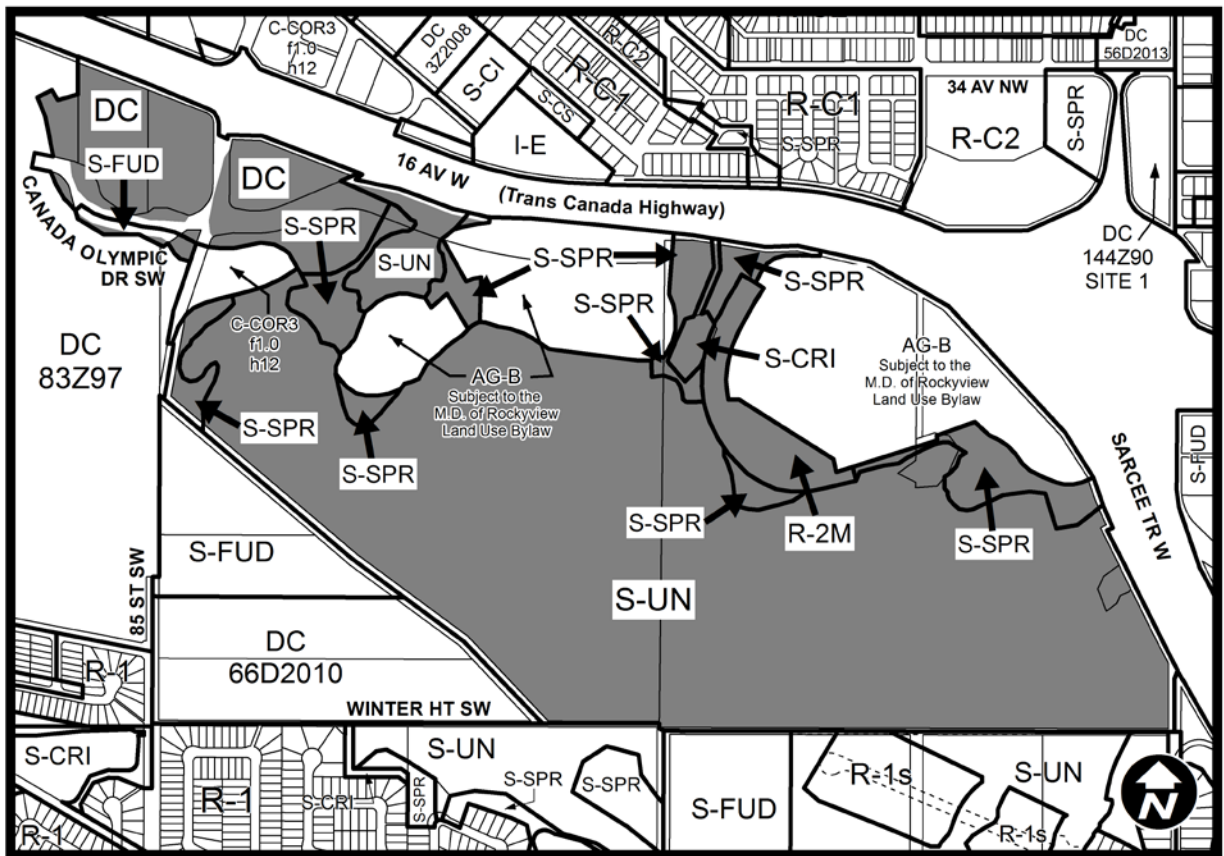 C-COR3
f1.0
h12
DC
3Z2008
S-CI
R-C2
R-C1
S-CS
I-E
R-C1
S-SPR
34 AV NW
R-C2
S-SPR
DC
56D2013
DC
S-FUD
DC
16 AV W
(Trans Canada Highway)
CANADA OLYMPIC
DR SW
S-SPR
S-UN
S-SPR
S-SPR
S-SPR
S-CRI
DC
144Z90
SITE 1
C-COR3
f1.0
h12
DC
83Z97
AG-B
Subject to the
M.D. of Rockyview
Land Use Bylaw
AG-B
Subject to the
M.D. of Rockyview
Land Use Bylaw
S-SPR
S-SPR
S-SPR
R-2M
S-SPR
SARCEE TR W
S-FUD
S-FUD
85 ST SW
S-UN
DC
66D2010
R-1
WINTER HT SW
S-CRI
R-1
R-1
S-CRI
S-SPR
S-UN
S-SPR
S-SPR
S-FUD
R-1s
S-UN
R-1s
N